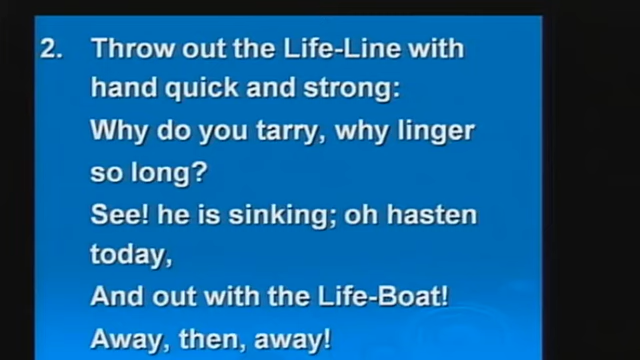 2. Throw out the Life-Line with
hand quick and strong:
Why do you tarry, why linger
so long?
See! he is sinking; oh hasten
today,
And out with the Life-Boat!
Away, then, away!